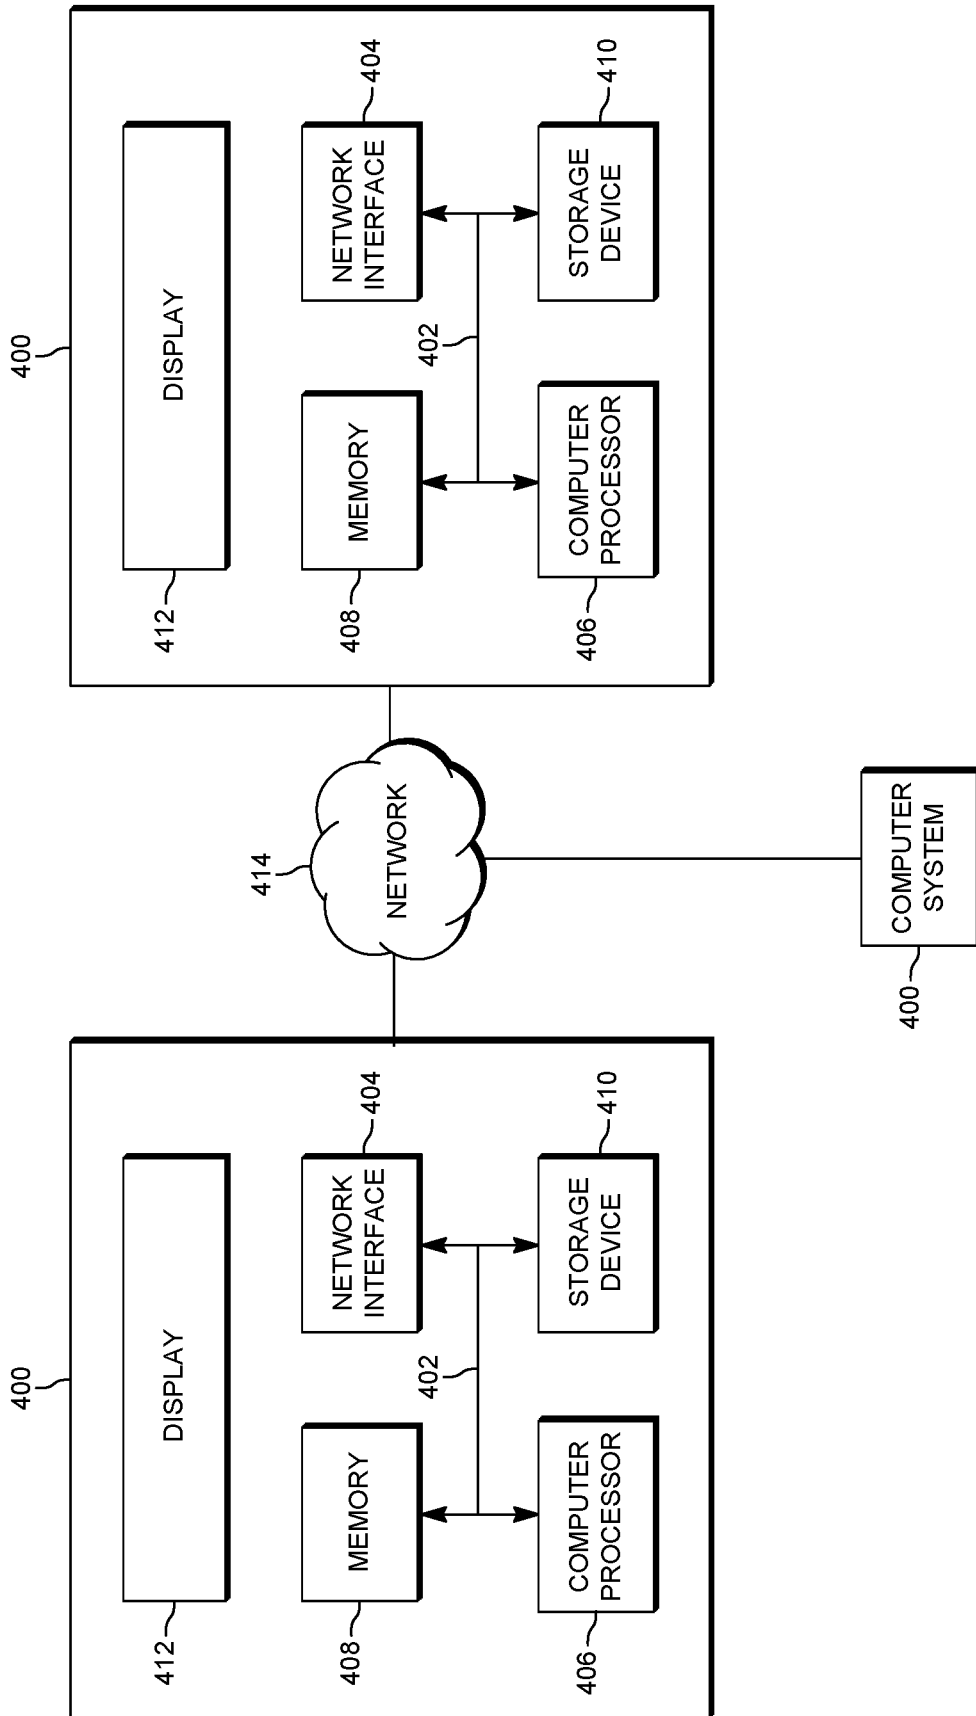 400
DISPLAY
412
MEMORY
408
NETWORK
INTERFACE
404
402
COMPUTER
PROCESSOR
406
STORAGE
DEVICE
410
414
NETWORK
400
DISPLAY
412
MEMORY
408
NETWORK
INTERFACE
404
402
COMPUTER
PROCESSOR
406
STORAGE
DEVICE
410
COMPUTER
SYSTEM
400